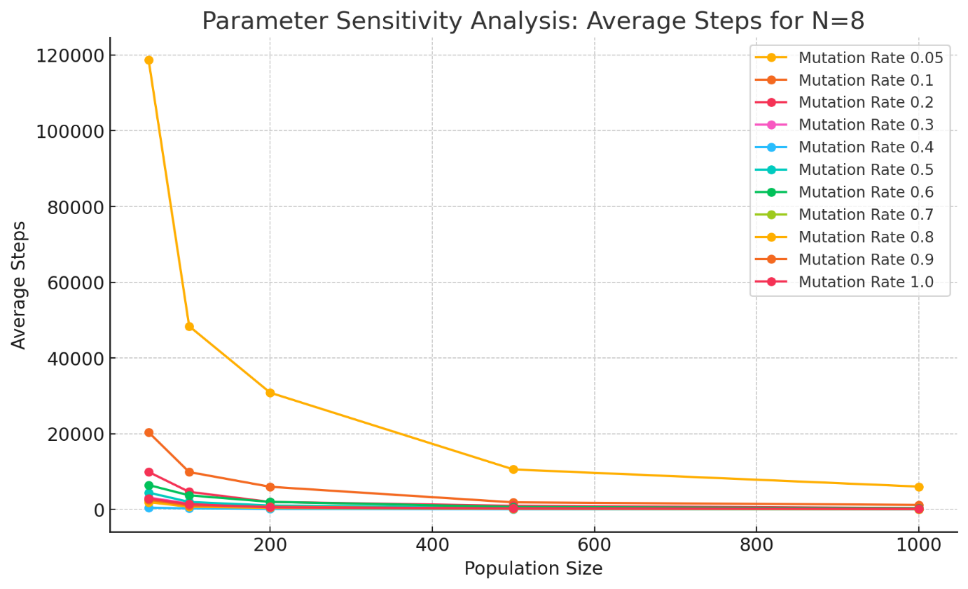 Parameter Sensitivity Analysis: Average Steps for N=8
120000
100000
80000
60000
40000
20000
0
Average Steps
200
400
600
800
1000
Population Size
Mutation Rate 0.05
Mutation Rate 0.1
Mutation Rate 0.2
Mutation Rate 0.3
Mutation Rate 0.4
Mutation Rate 0.5
Mutation Rate 0.6
Mutation Rate 0.7
Mutation Rate 0.8
Mutation Rate 0.9
Mutation Rate 1.0